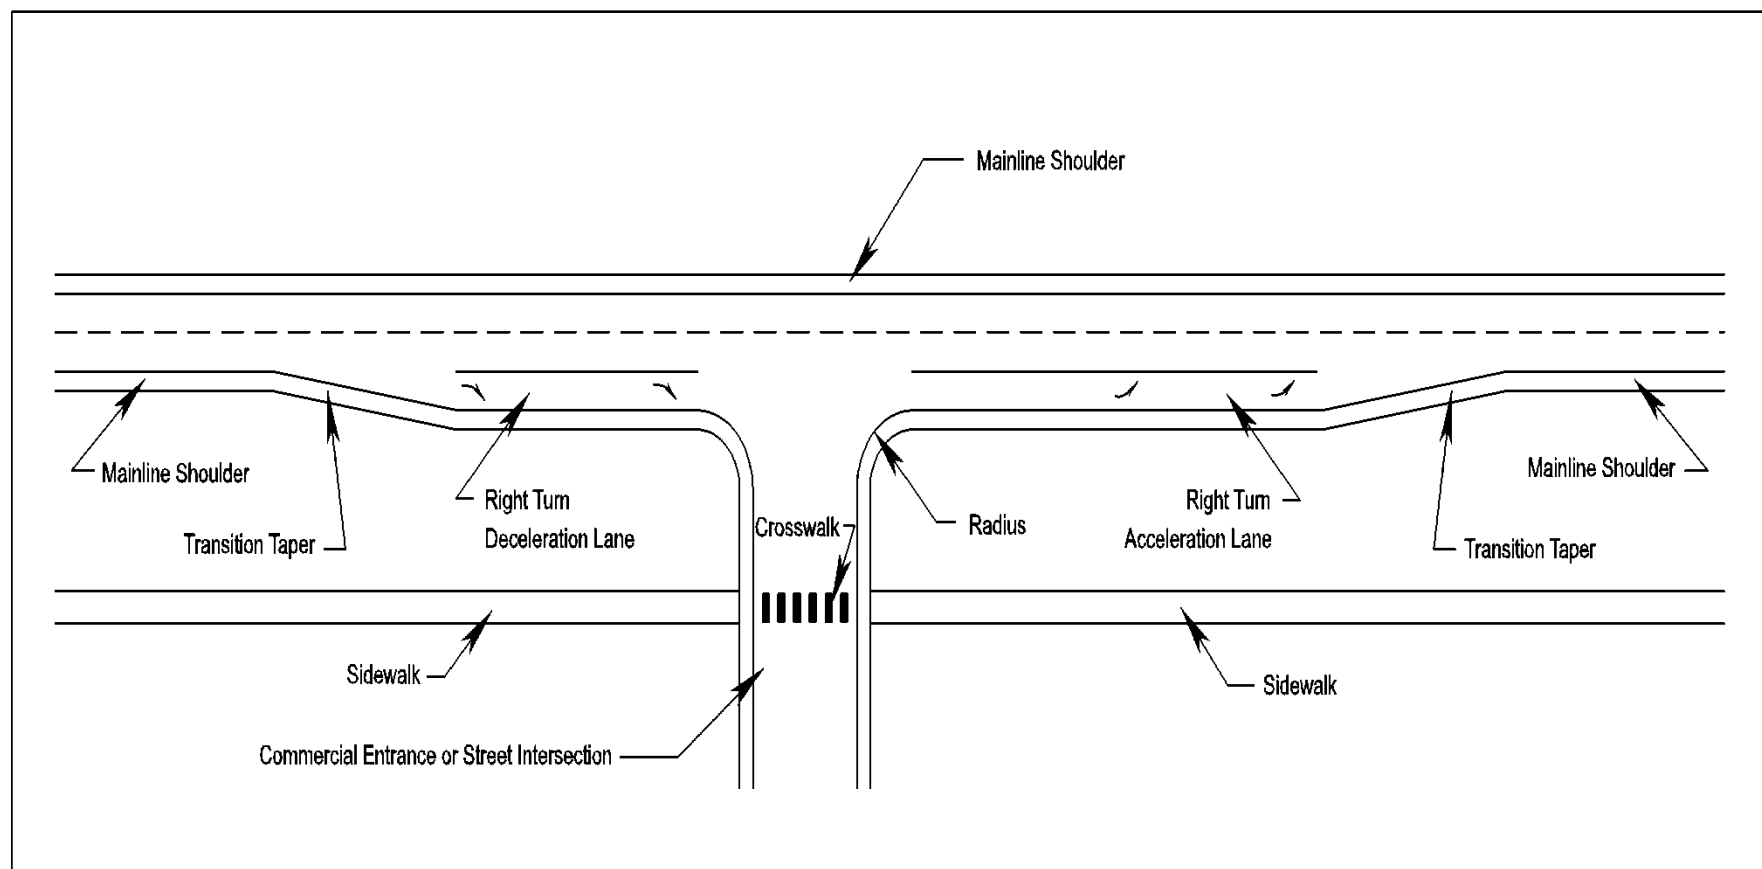 Mainline Shoulder
Mainline Shoulder
Mainline Shoulder
Right Turn
Deceleration Lane
Right Turn
Acceleration Lane
Crosswalk
Radius
Transition Taper
Transition Taper
Sidewalk
Sidewalk
Commercial Entrance or Street Intersection